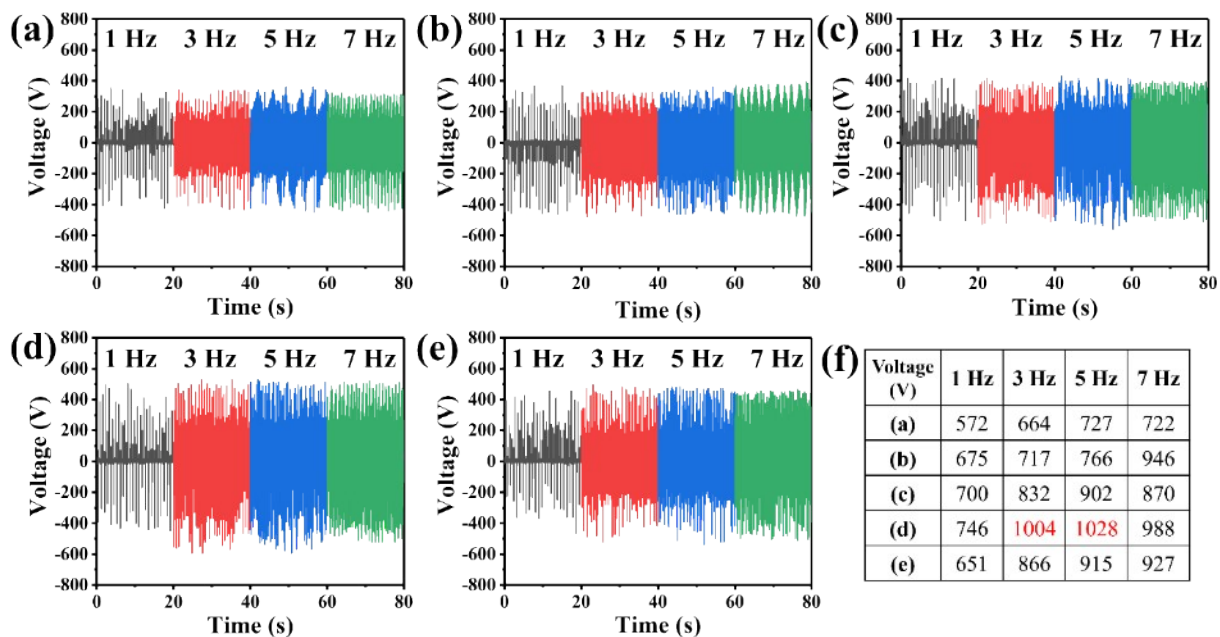 (a)
1 Hz 3 Hz 5 Hz 7 Hz
Voltage (V)
800
600
400
200
0
-200
-400
-600
-800
0 20 40 60 80
Time (s)
(b)
1 Hz 3 Hz 5 Hz 7 Hz
Voltage (V)
800
600
400
200
0
-200
-400
-600
-800
0 20 40 60 80
Time (s)
(c)
1 Hz 3 Hz 5 Hz 7 Hz
Voltage (V)
800
600
400
200
0
-200
-400
-600
-800
0 20 40 60 80
Time (s)
(d)
1 Hz 3 Hz 5 Hz 7 Hz
Voltage (V)
800
600
400
200
0
-200
-400
-600
-800
0 20 40 60 80
Time (s)
(e)
1 Hz 3 Hz 5 Hz 7 Hz
Voltage (V)
800
600
400
200
0
-200
-400
-600
-800
0 20 40 60 80
Time (s)
(f)
Voltage (V) 1 Hz 3 Hz 5 Hz 7 Hz
(a) 572 664 727 722
(b) 675 717 766 946
(c) 700 832 902 870
(d) 746 1004 1028 988
(e) 651 866 915 927